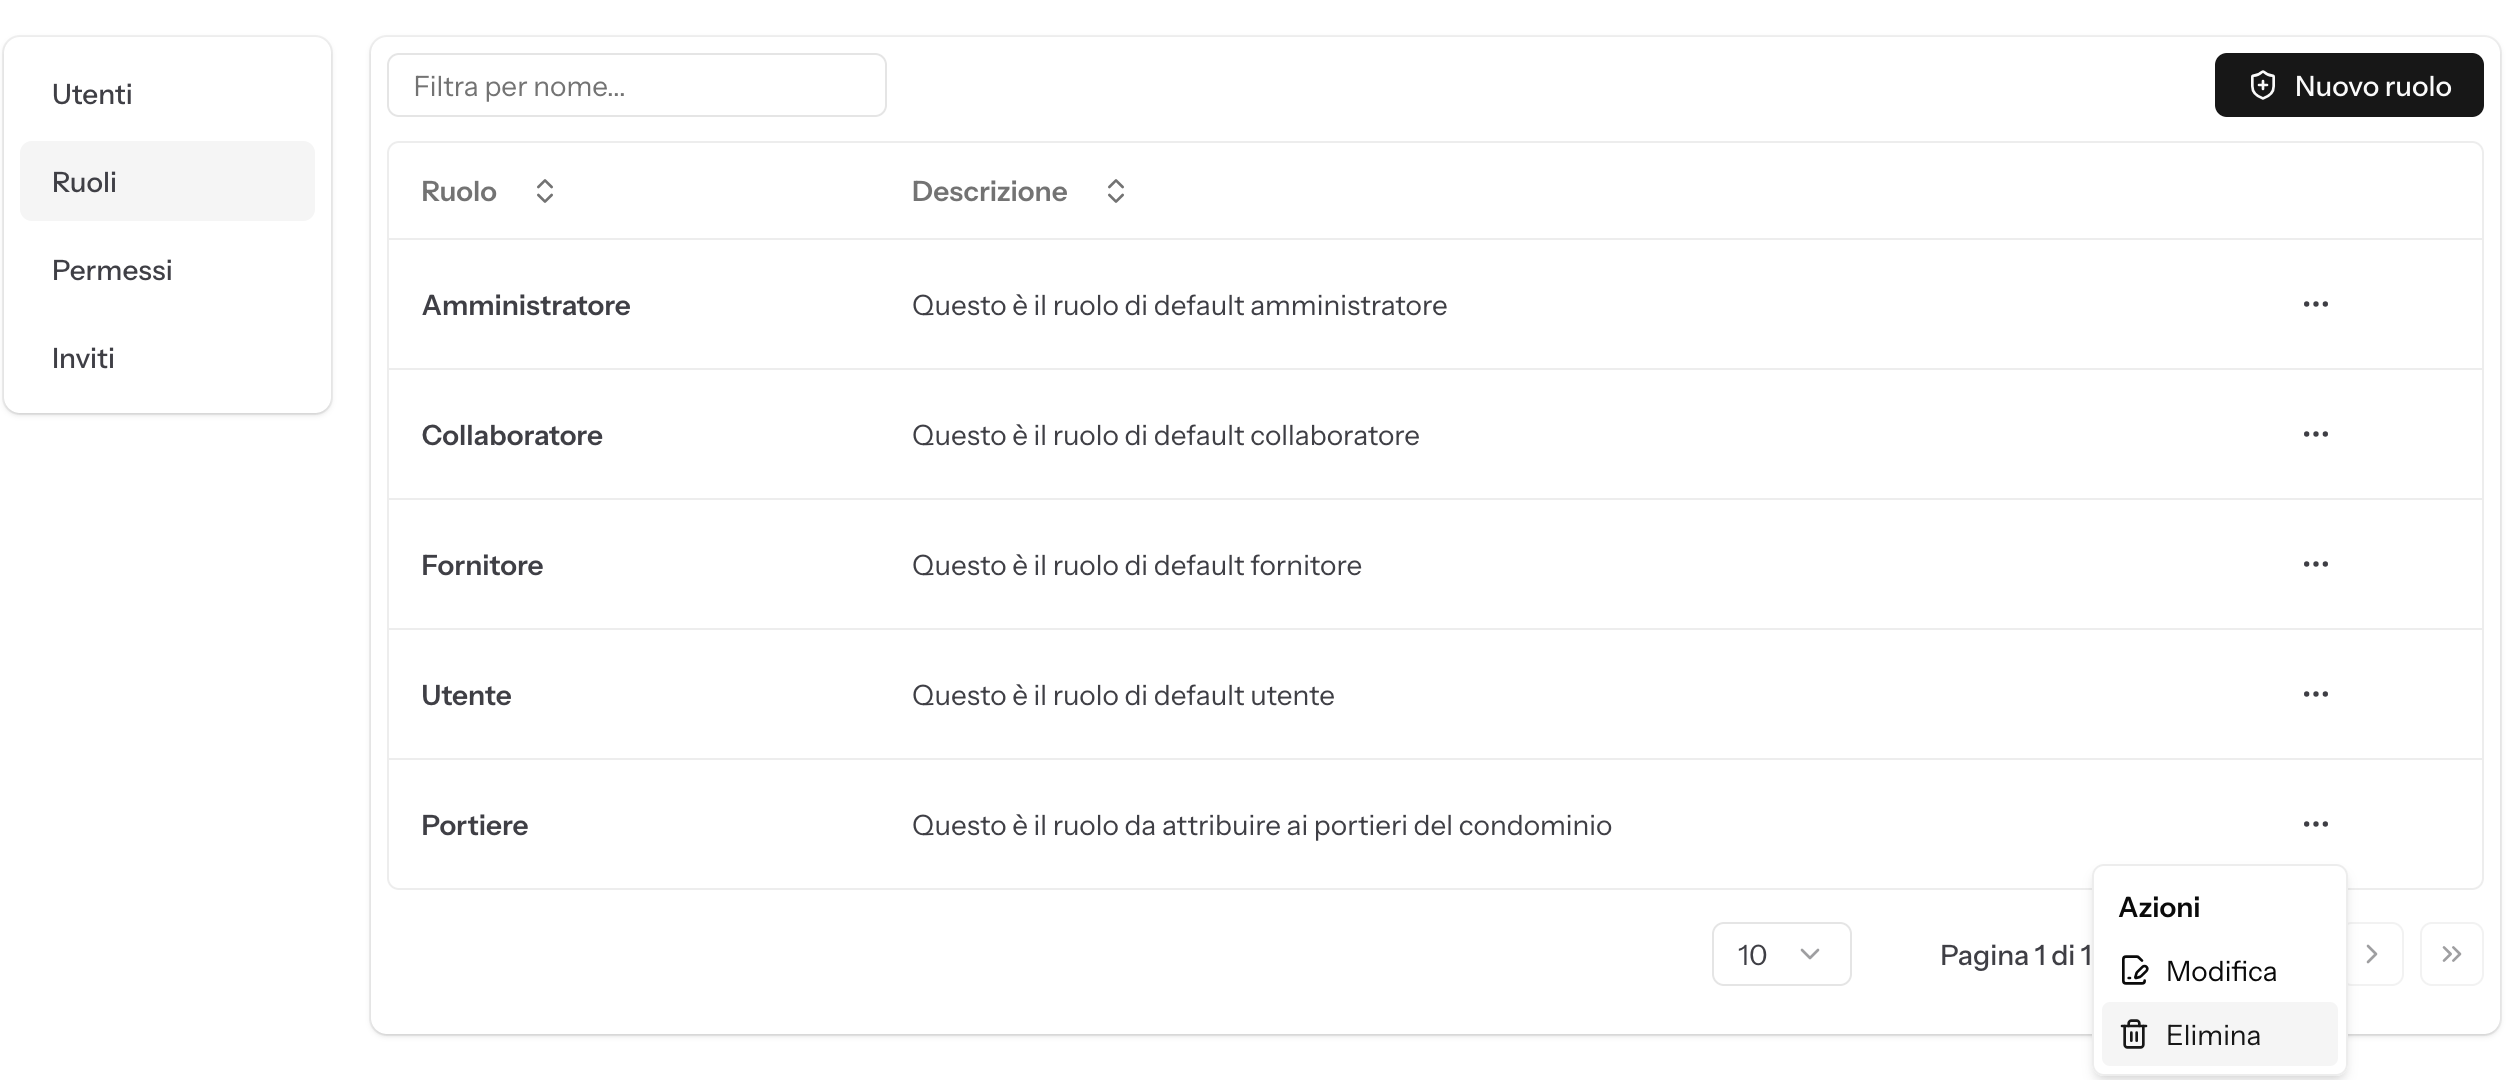 Utenti
Ruoli
Permessi
Inviti
Filtra per nome...
Nuovo ruolo
Ruolo Descrizione
Amministratore Questo è il ruolo di default amministratore
Collaboratore Questo è il ruolo di default collaboratore
Fornitore Questo è il ruolo di default fornitore
Utente Questo è il ruolo di default utente
Portiere Questo è il ruolo da attribuire ai portieri del condominio
10 Pagina 1 di 1
Azioni
Modifica
Elimina